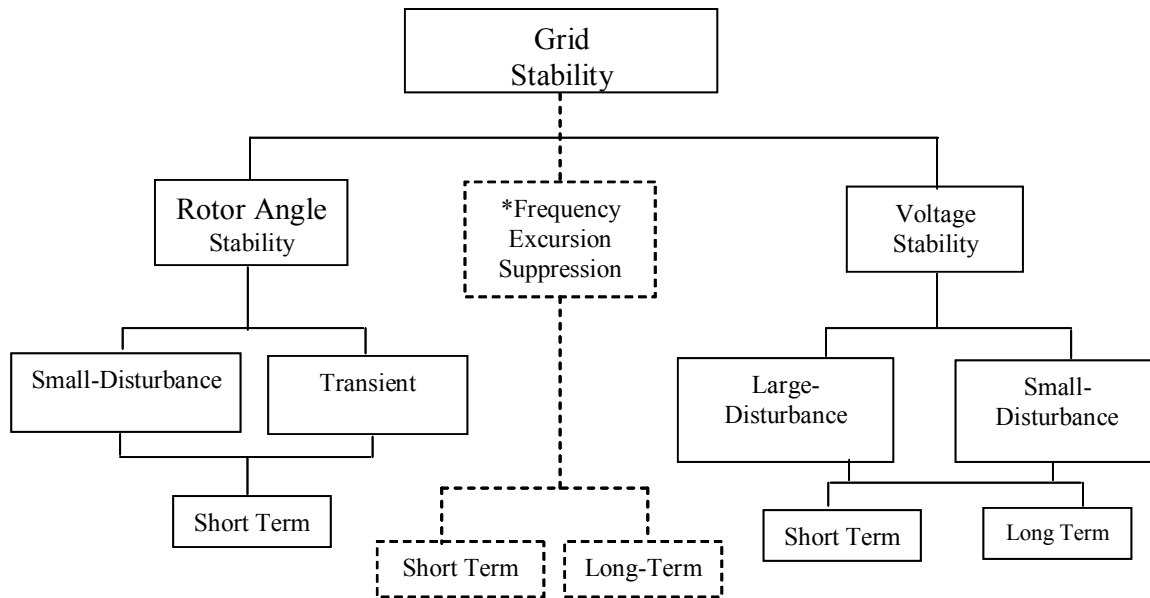 Grid
Stability
Rotor Angle
Stability
*Frequency
Excursion
Suppression
Voltage
Stability
Small-Disturbance
Transient
Large-
Disturbance
Small-
Disturbance
Short Term
Short Term
Long-Term
Short Term
Long Term